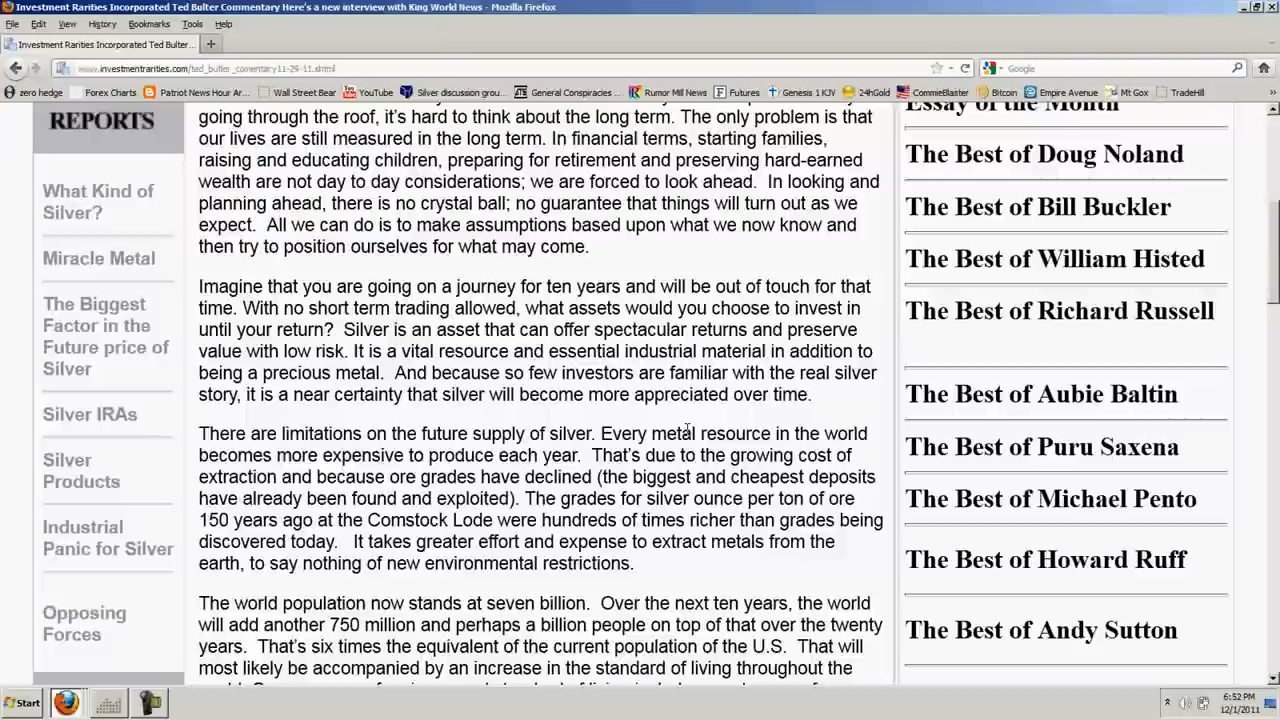 Investment Rarities Incorporated Ted Bulter Commentary Here's a new interview with King World News - Mozilla Firefox
File Edit View History Bookmarks Tools Help
Investment Rarities Incorporated Ted Bulter...
www.investmentrarities.com/ted_butler_comentary11-29-11.shtml
Google
zero hedge Forex Charts Patriot News Hour Ar... Wall Street Bear YouTube Silver discussion grou... General Conspiracies ... Rumor Mill News Futures Genesis 1 KJV 24hGold CommieBlaster Bitcoin Empire Avenue Mt Gox TradeHill
REPORTS
What Kind of
Silver?
Miracle Metal
The Biggest
Factor in the
Future price of
Silver
Silver IRAs
Silver
Products
Industrial
Panic for Silver
Opposing
Forces
going through the roof, it's hard to think about the long term. The only problem is that
our lives are still measured in the long term. In financial terms, starting families,
raising and educating children, preparing for retirement and preserving hard-earned
wealth are not day to day considerations; we are forced to look ahead. In looking and
planning ahead, there is no crystal ball; no guarantee that things will turn out as we
expect. All we can do is to make assumptions based upon what we now know and
then try to position ourselves for what may come.
Imagine that you are going on a journey for ten years and will be out of touch for that
time. With no short term trading allowed, what assets would you choose to invest in
until your return? Silver is an asset that can offer spectacular returns and preserve
value with low risk. It is a vital resource and essential industrial material in addition to
being a precious metal. And because so few investors are familiar with the real silver
story, it is a near certainty that silver will become more appreciated over time.
There are limitations on the future supply of silver. Every metal resource in the world
becomes more expensive to produce each year. That's due to the growing cost of
extraction and because ore grades have declined (the biggest and cheapest deposits
have already been found and exploited). The grades for silver ounce per ton of ore
150 years ago at the Comstock Lode were hundreds of times richer than grades being
discovered today. It takes greater effort and expense to extract metals from the
earth, to say nothing of new environmental restrictions.
The world population now stands at seven billion. Over the next ten years, the world
will add another 750 million and perhaps a billion people on top of that over the twenty
years. That's six times the equivalent of the current population of the U.S. That will
most likely be accompanied by an increase in the standard of living throughout the
Essay of the Month
The Best of Doug Noland
The Best of Bill Buckler
The Best of William Histed
The Best of Richard Russell
The Best of Aubie Baltin
The Best of Puru Saxena
The Best of Michael Pento
The Best of Howard Ruff
The Best of Andy Sutton
Start
6:52 PM
12/1/2011